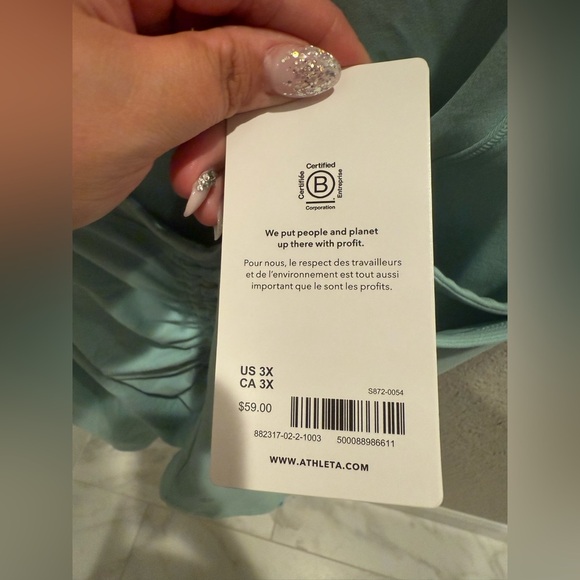 Certified
Certifiée
B
Entreprise
Corporation
We put people and planet
up there with profit.
Pour nous, le respect des travailleurs
et de l'environnement est tout aussi
important que le sont les profits.
US 3X
CA 3X
S872-0054
$59.00
882317-02-2-1003 500088986611
WWW.ATHLETA.COM